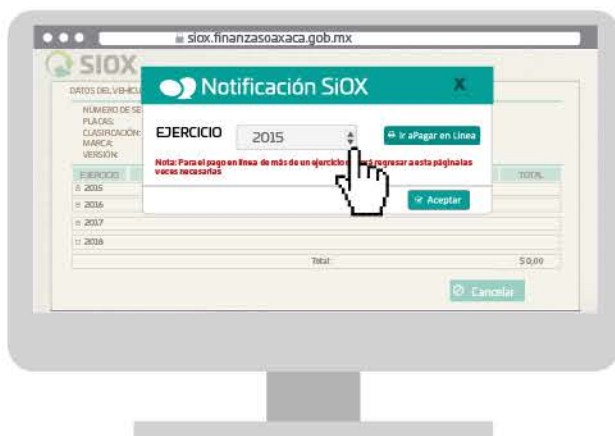 siox.finanzasoaxaca.gob.mx
SIOX
DATOS DEL VEHÍCU
NÚMERO DE SE
PLACAS:
CLASIFICACIÓN:
MARCA:
VERSIÓN:
Notificación SiOX X
EJERCICIO 2015 Ir aPagar en Línea
Nota: Para el pago en línea de más de un ejercicio regresar a esta página las
veces necesarias
Aceptar
EJERCICIO TOTAL
2015
2016
2017
2018
Total: $ 0,00
Cancelar